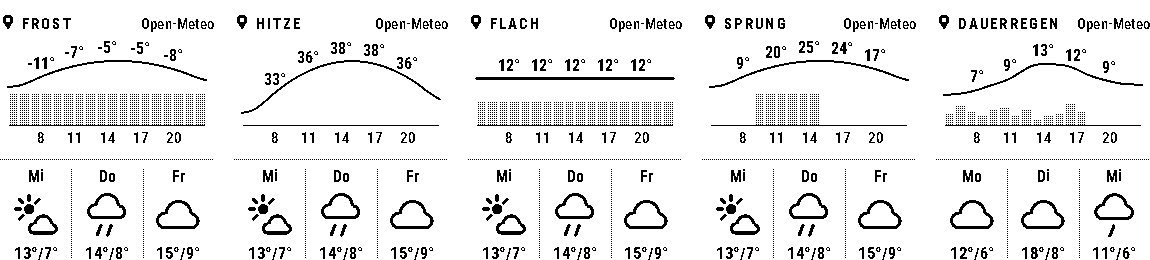 FROST Open-Meteo
-11° -7° -5° -5° -8°
8 11 14 17 20
Mi Do Fr
13°/7° 14°/8° 15°/9°
HITZE Open-Meteo
33° 36° 38° 38° 36°
8 11 14 17 20
Mi Do Fr
13°/7° 14°/8° 15°/9°
FLACH Open-Meteo
12° 12° 12° 12° 12°
8 11 14 17 20
Mi Do Fr
13°/7° 14°/8° 15°/9°
SPRUNG Open-Meteo
9° 20° 25° 24° 17°
8 11 14 17 20
Mi Do Fr
13°/7° 14°/8° 15°/9°
DAUERREGEN Open-Meteo
7° 9° 13° 12° 9°
8 11 14 17 20
Mo Di Mi
12°/6° 18°/8° 11°/6°